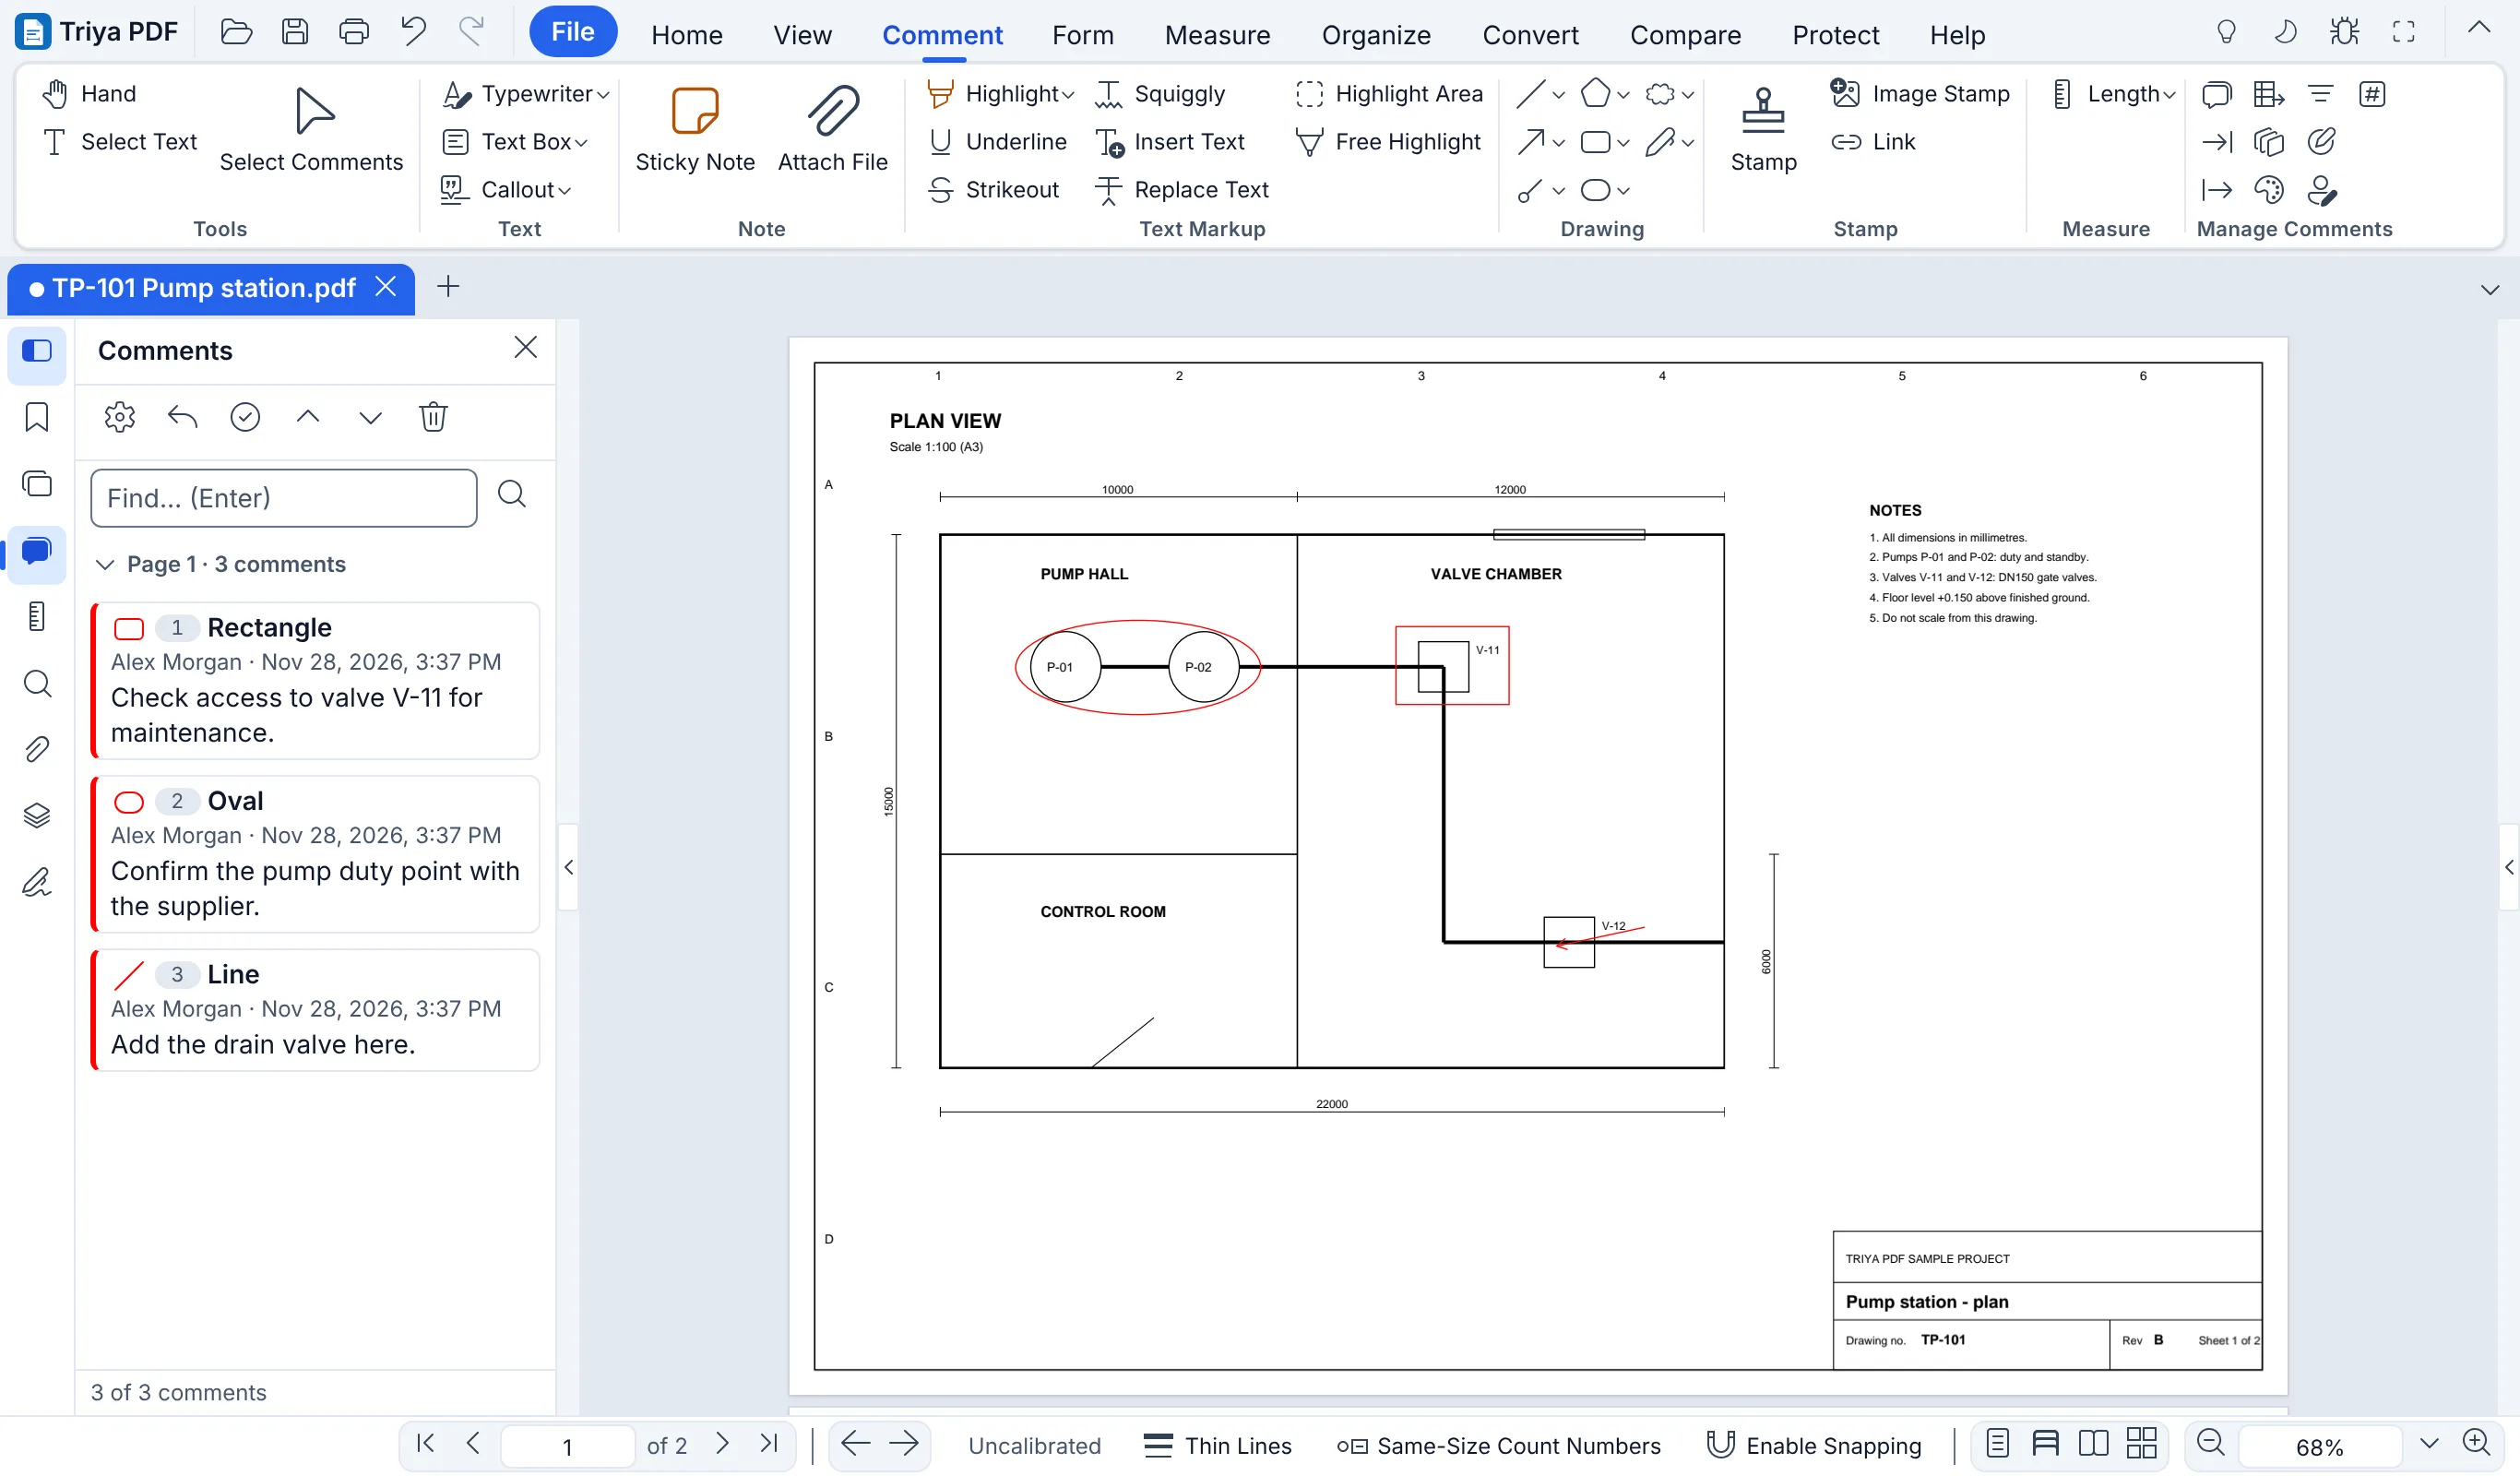 Triya PDF
File Home View Comment Form Measure Organize Convert Compare Protect Help
Hand
Select Text
Select Comments
Tools
Typewriter
Text Box
Callout
Text
Sticky Note
Attach File
Note
Highlight
Underline
Strikeout
Squiggly
Insert Text
Replace Text
Highlight Area
Free Highlight
Text Markup
Drawing
Stamp
Image Stamp
Link
Stamp
Length
Measure
Manage Comments
TP-101 Pump station.pdf
Comments
Find... (Enter)
Page 1 · 3 comments
1 Rectangle
Alex Morgan · Nov 28, 2026, 3:37 PM
Check access to valve V-11 for
maintenance.
2 Oval
Alex Morgan · Nov 28, 2026, 3:37 PM
Confirm the pump duty point with
the supplier.
3 Line
Alex Morgan · Nov 28, 2026, 3:37 PM
Add the drain valve here.
3 of 3 comments
1 2 3 4 5 6
A
B
C
D
PLAN VIEW
Scale 1:100 (A3)
10000
12000
15000
PUMP HALL
VALVE CHAMBER
P-01
P-02
V-11
CONTROL ROOM
V-12
6000
22000
NOTES
1. All dimensions in millimetres.
2. Pumps P-01 and P-02: duty and standby.
3. Valves V-11 and V-12: DN150 gate valves.
4. Floor level +0.150 above finished ground.
5. Do not scale from this drawing.
TRIYA PDF SAMPLE PROJECT
Pump station - plan
Drawing no. TP-101
Rev B
Sheet 1 of 2
1 of 2
Uncalibrated
Thin Lines
Same-Size Count Numbers
Enable Snapping
68%